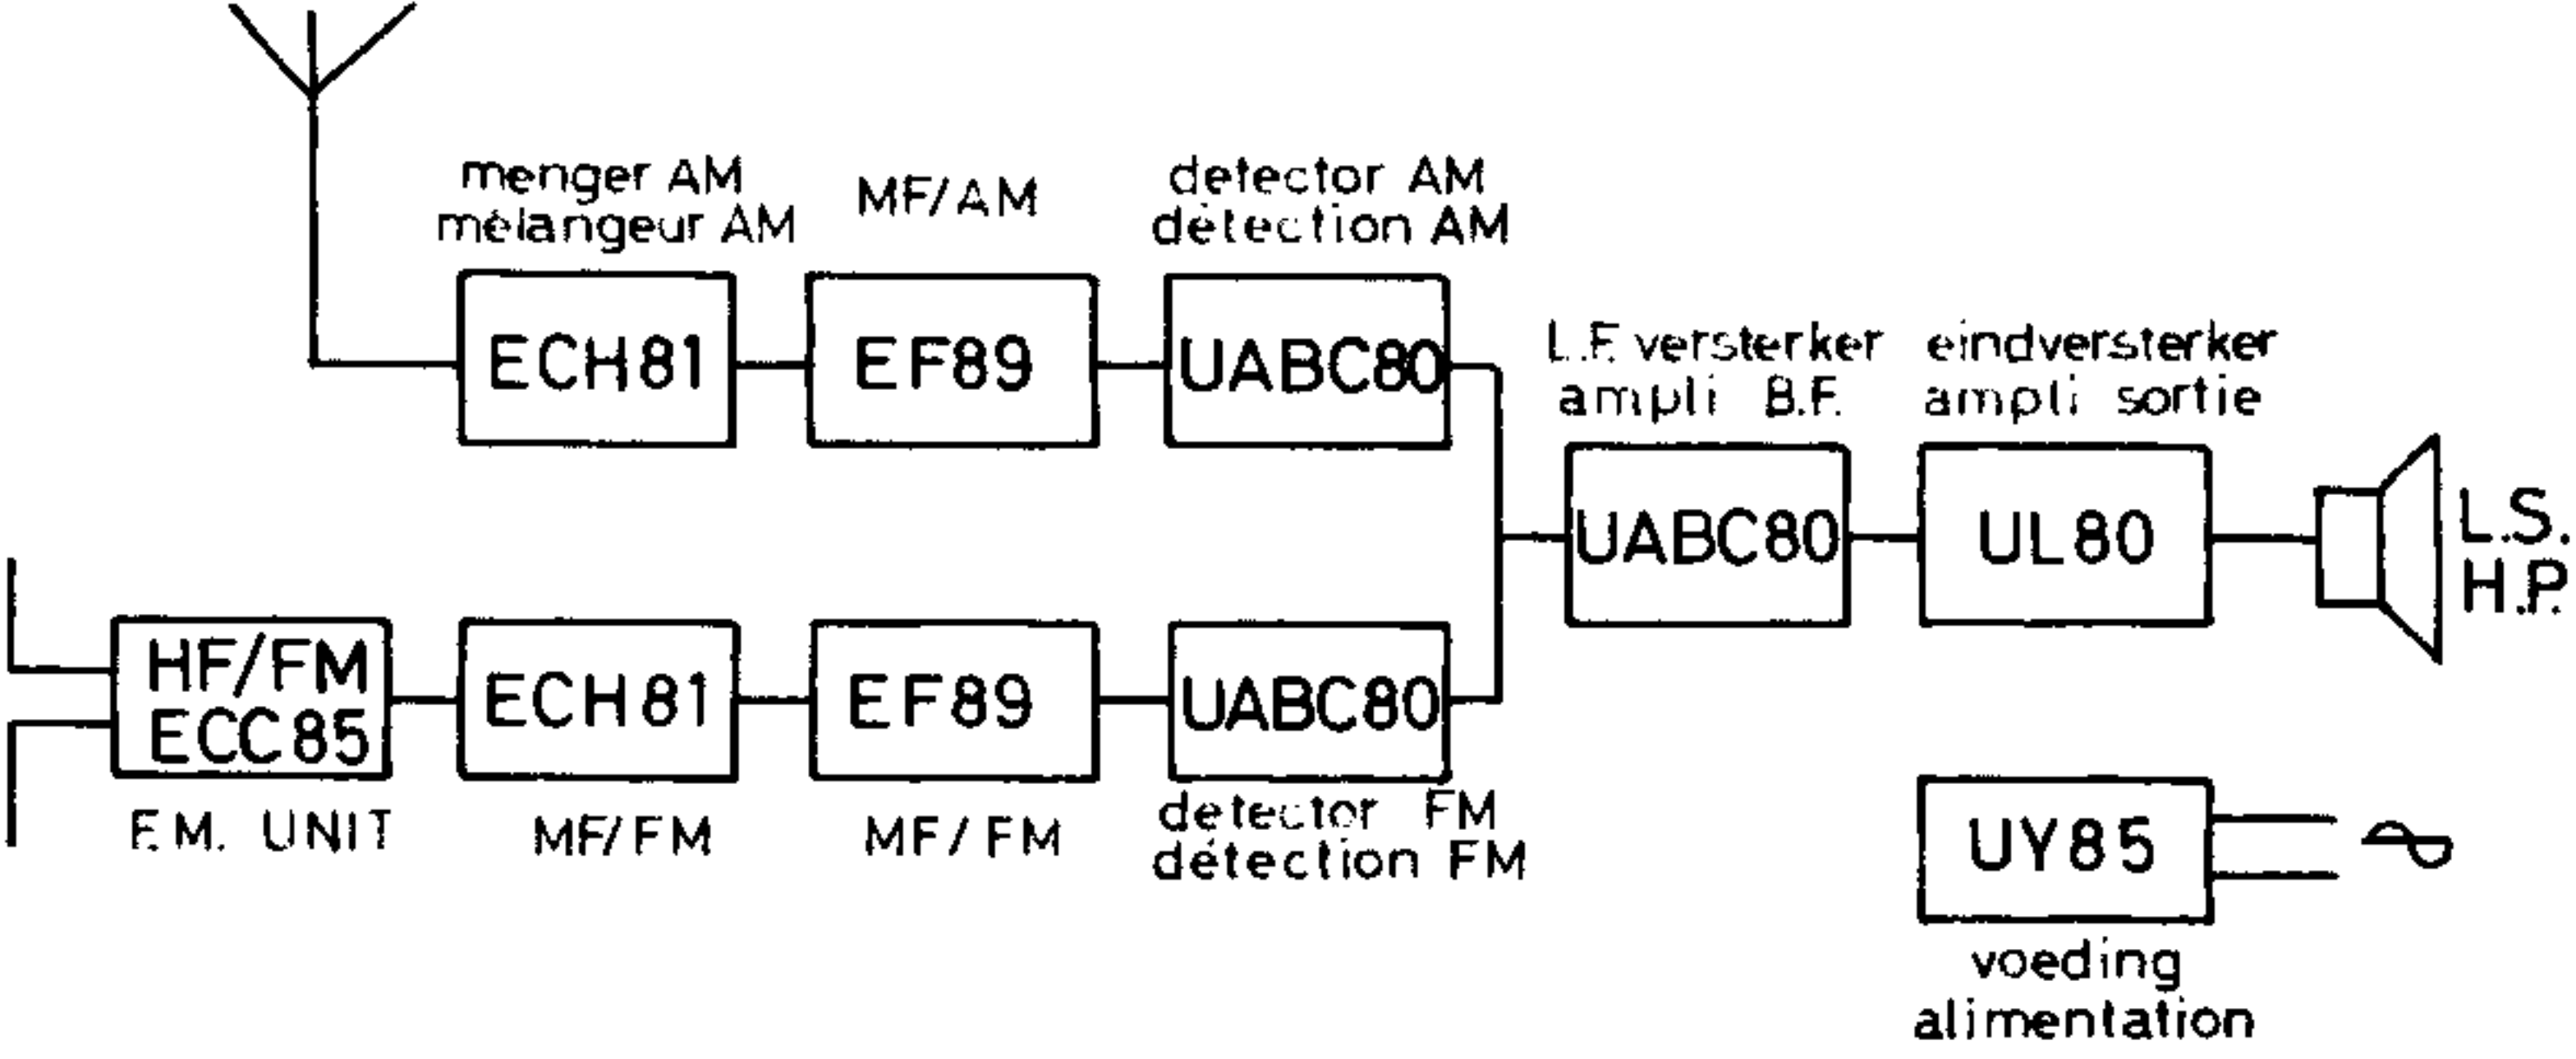 menger AM
mélangeur AM
MF/AM
detector AM
détection AM
ECH81
EF89
UABC80
L.F. versterker
ampli B.F.
eindversterker
ampli sortie
UABC80
UL80
L.S.
H.P.
HF/FM
ECC85
ECH81
EF89
UABC80
F.M. UNIT
MF/FM
MF/FM
detector FM
détection FM
UY85
voeding
alimentation